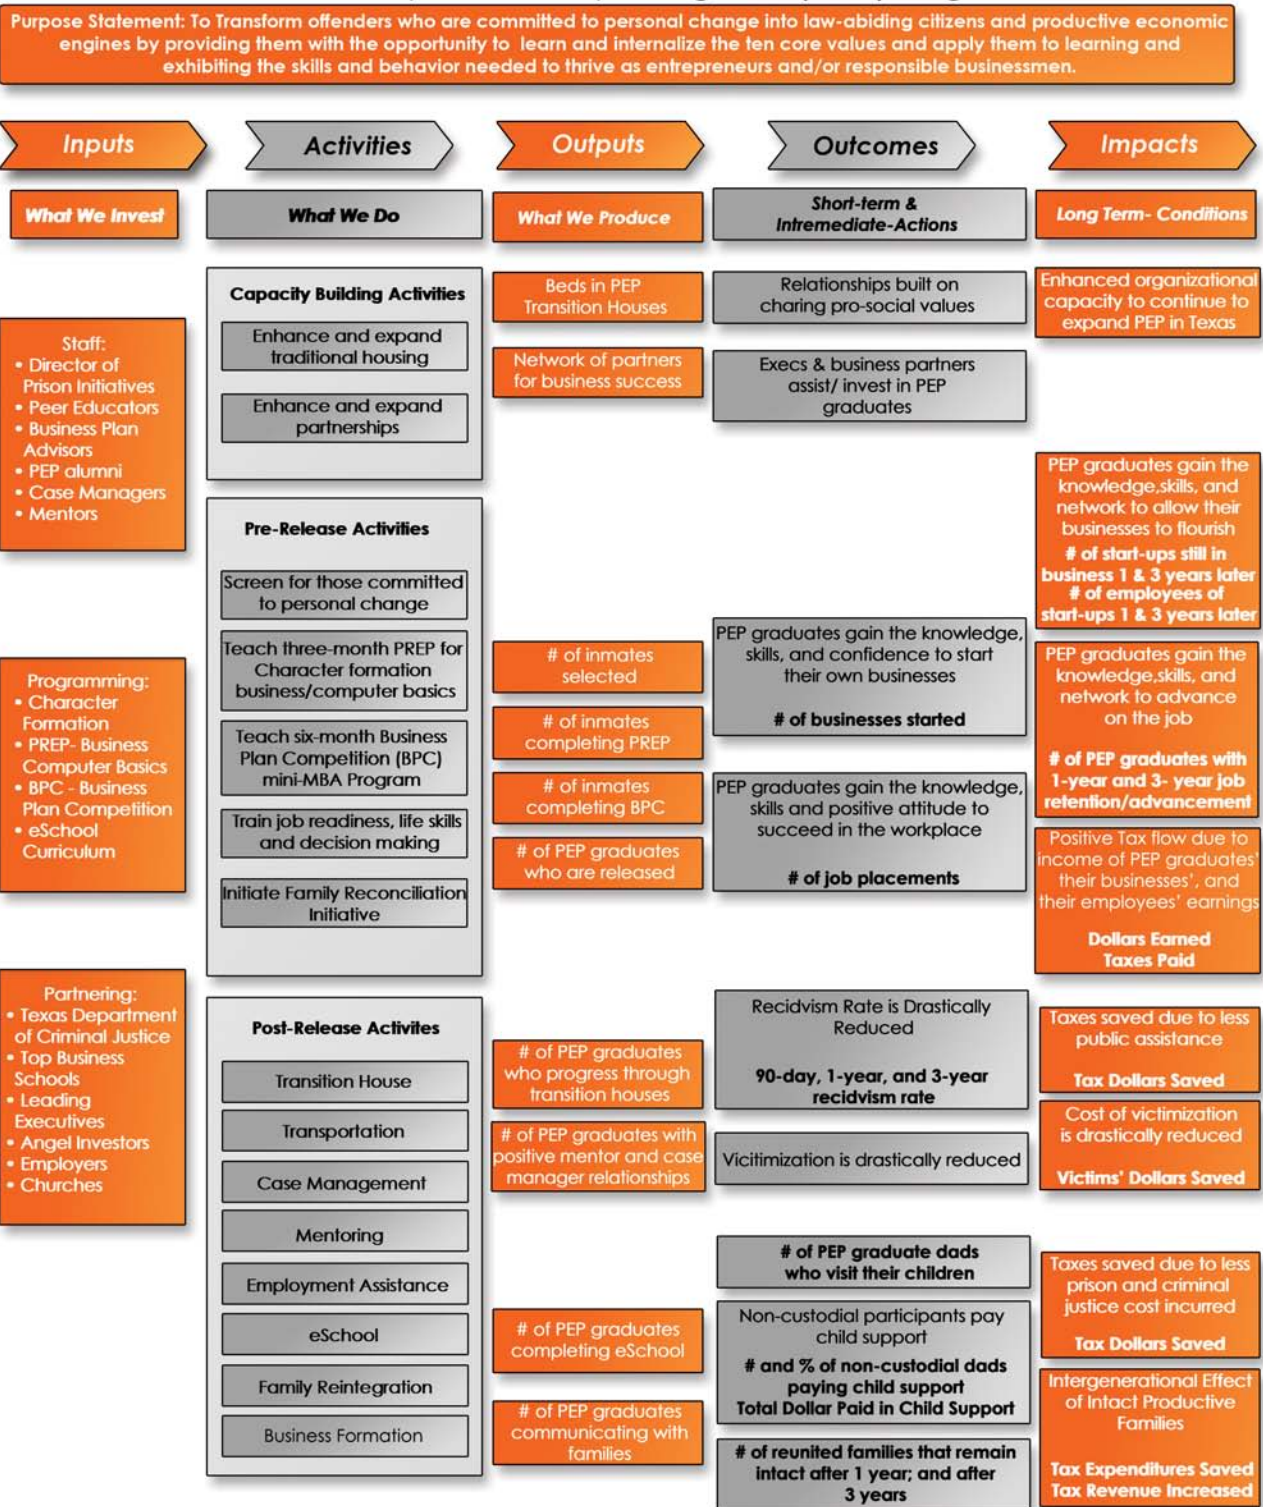 Purpose Statement: To Transform offenders who are committed to personal change into law-abiding citizens and productive economic
engines by providing them with the opportunity to learn and internalize the ten core values and apply them to learning and
exhibiting the skills and behavior needed to thrive as entrepreneurs and/or responsible businessmen.
Inputs
What We Invest
Staff:
• Director of
Prison Initiatives
• Peer Educators
• Business Plan
Advisors
• PEP alumni
• Case Managers
• Mentors
Programming:
• Character
Formation
• PREP- Business
Computer Basics
• BPC - Business
Plan Competition
• eSchool
Curriculum
Partnering:
• Texas Department
of Criminal Justice
• Top Business
Schools
• Leading
Executives
• Angel Investors
• Employers
• Churches
Activities
What We Do
Capacity Building Activities
Enhance and expand
traditional housing
Enhance and expand
partnerships
Pre-Release Activities
Screen for those committed
to personal change
Teach three-month PREP for
Character formation
business/computer basics
Teach six-month Business
Plan Competition (BPC)
mini-MBA Program
Train job readiness, life skills
and decision making
Initiate Family Reconciliation
Initiative
Post-Release Activites
Transition House
Transportation
Case Management
Mentoring
Employment Assistance
eSchool
Family Reintegration
Business Formation
Outputs
What We Produce
Beds in PEP
Transition Houses
Network of partners
for business success
# of inmates
selected
# of inmates
completing PREP
# of inmates
completing BPC
# of PEP graduates
who are released
# of PEP graduates
who progress through
transition houses
# of PEP graduates with
positive mentor and case
manager relationships
# of PEP graduates
completing eSchool
# of PEP graduates
communicating with
families
Outcomes
Short-term &
Intremediate-Actions
Relationships built on
charing pro-social values
Execs & business partners
assist/ invest in PEP
graduates
PEP graduates gain the knowledge,
skills, and confidence to start
their own businesses
# of businesses started
PEP graduates gain the knowledge,
skills and positive attitude to
succeed in the workplace
# of job placements
Recidvism Rate is Drastically
Reduced
90-day, 1-year, and 3-year
recidvism rate
Vicitimization is drastically reduced
# of PEP graduate dads
who visit their children
Non-custodial participants pay
child support
# and % of non-custodial dads
paying child support
Total Dollar Paid in Child Support
# of reunited families that remain
intact after 1 year; and after
3 years
Impacts
Long Term- Conditions
Enhanced organizational
capacity to continue to
expand PEP in Texas
PEP graduates gain the
knowledge,skills, and
network to allow their
businesses to flourish
# of start-ups still in
business 1 & 3 years later
# of employees of
start-ups 1 & 3 years later
PEP graduates gain the
knowledge,skills, and
network to advance
on the job
# of PEP graduates with
1-year and 3- year job
retention/advancement
Positive Tax flow due to
income of PEP graduates'
their businesses', and
their employees' earnings
Dollars Earned
Taxes Paid
Taxes saved due to less
public assistance
Tax Dollars Saved
Cost of victimization
is drastically reduced
Victims' Dollars Saved
Taxes saved due to less
prison and criminal
justice cost incurred
Tax Dollars Saved
Intergenerational Effect
of Intact Productive
Families
Tax Expenditures Saved
Tax Revenue Increased